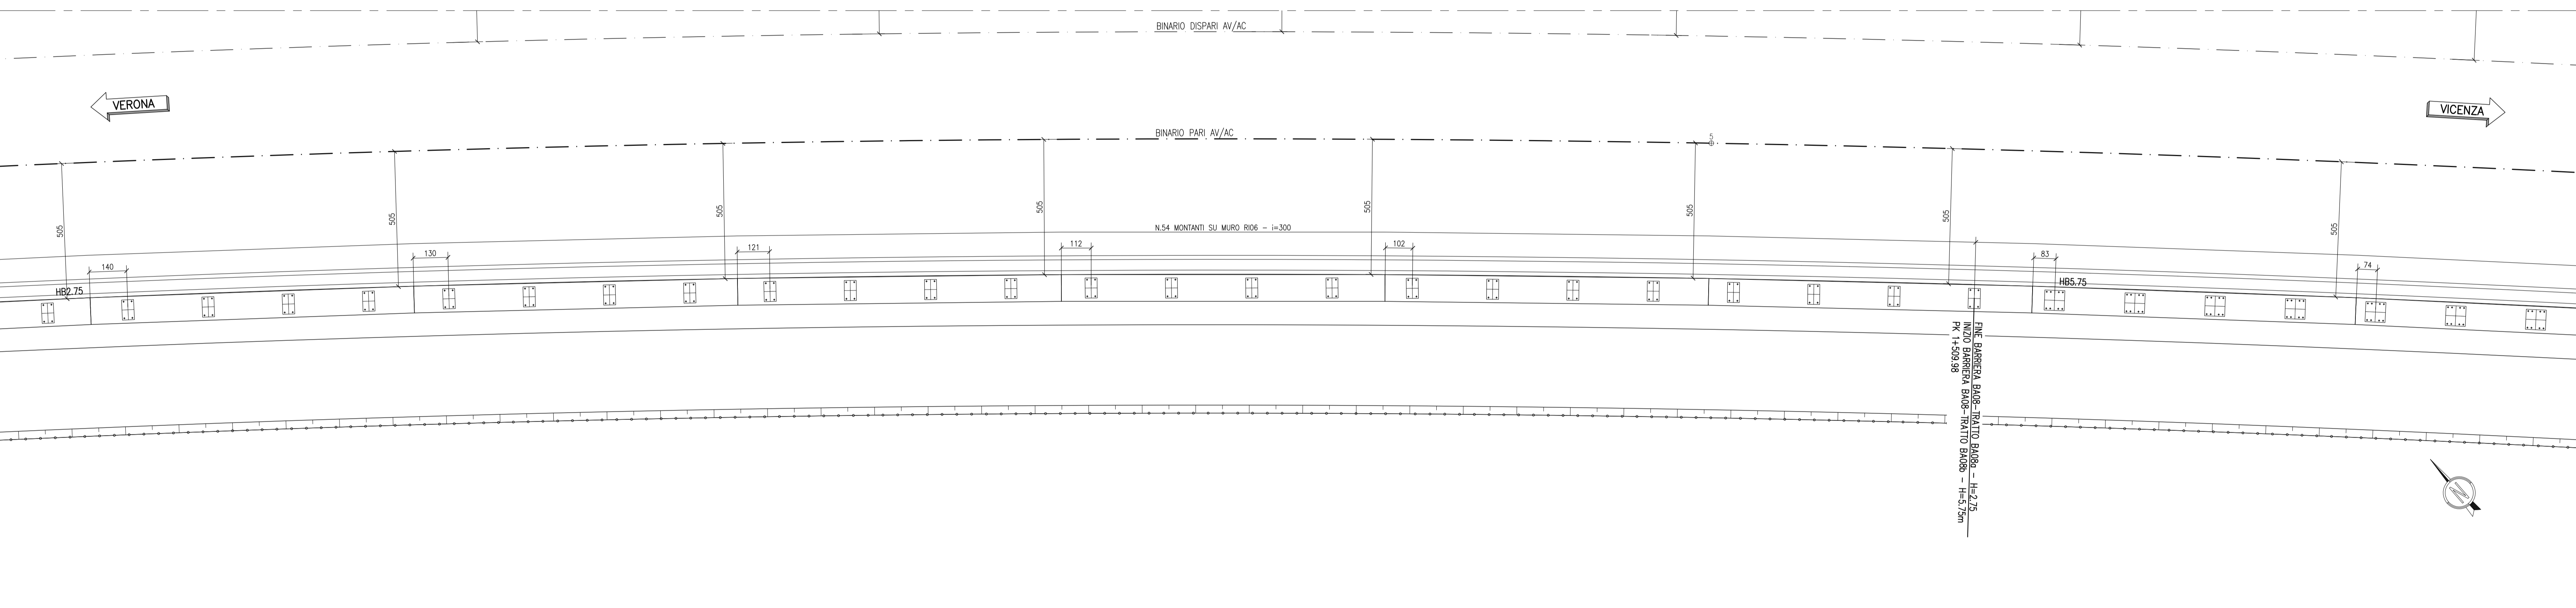 BINARIO DISPARI AV/AC
VERONA
VICENZA
BINARIO PARI AV/AC
5
505
505
505
505
505
505
505
505
N.54 MONTANTI SU MURO RI06 - i=300
140
130
121
112
102
83
74
HB2.75
HB5.75
FINE BARRIERA BA08-TRATTO BA08a - H=2.75
INIZIO BARRIERA BA08-TRATTO BA08b - H=5.75m
PK 1+509.98
N